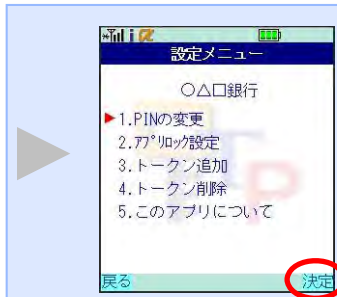 設定メニュー
○△□銀行
1.PINの変更
2.ｱﾌﾟﾘﾛｯｸ設定
3.トークン追加
4.トークン削除
5.このアプリについて
戻る 決定